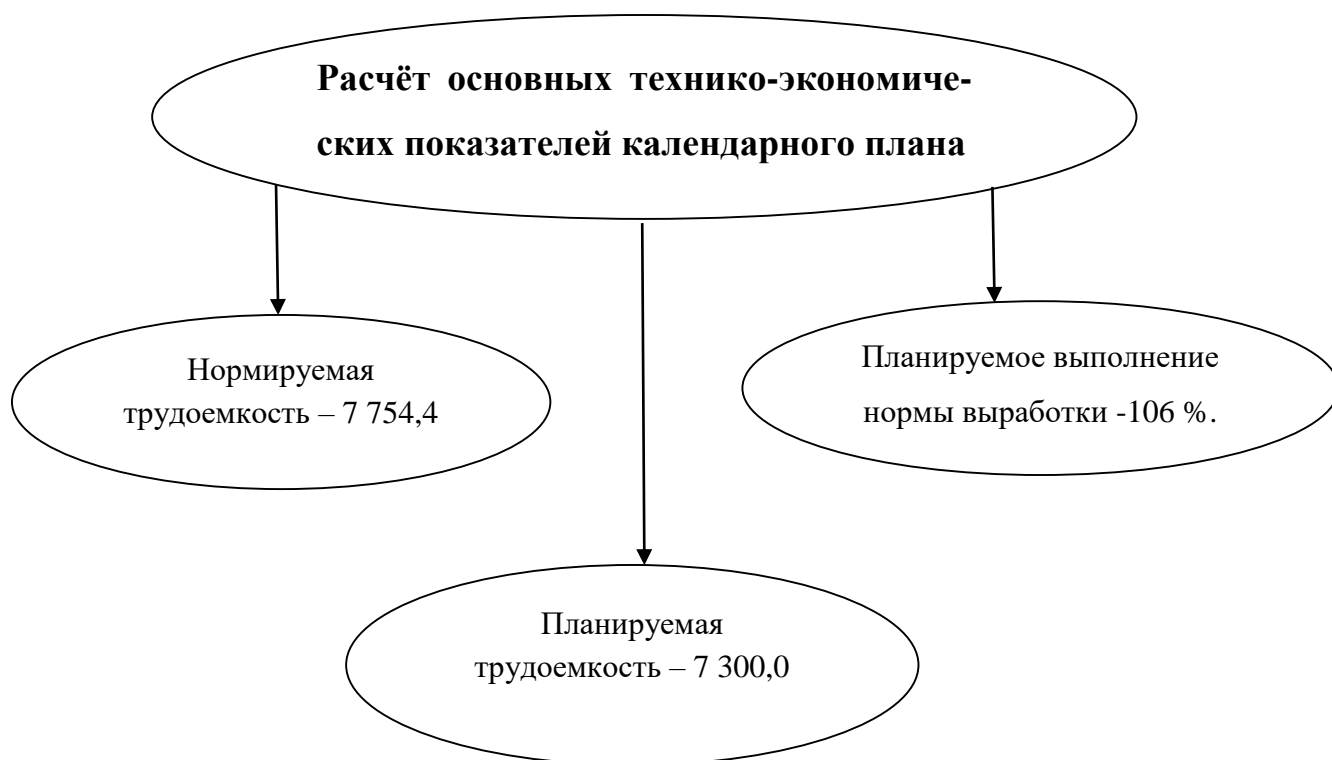 Расчёт основных технико-экономиче-
ских показателей календарного плана
Нормируемая
трудоемкость – 7 754,4
Планируемое выполнение
нормы выработки -106 %.
Планируемая
трудоемкость – 7 300,0